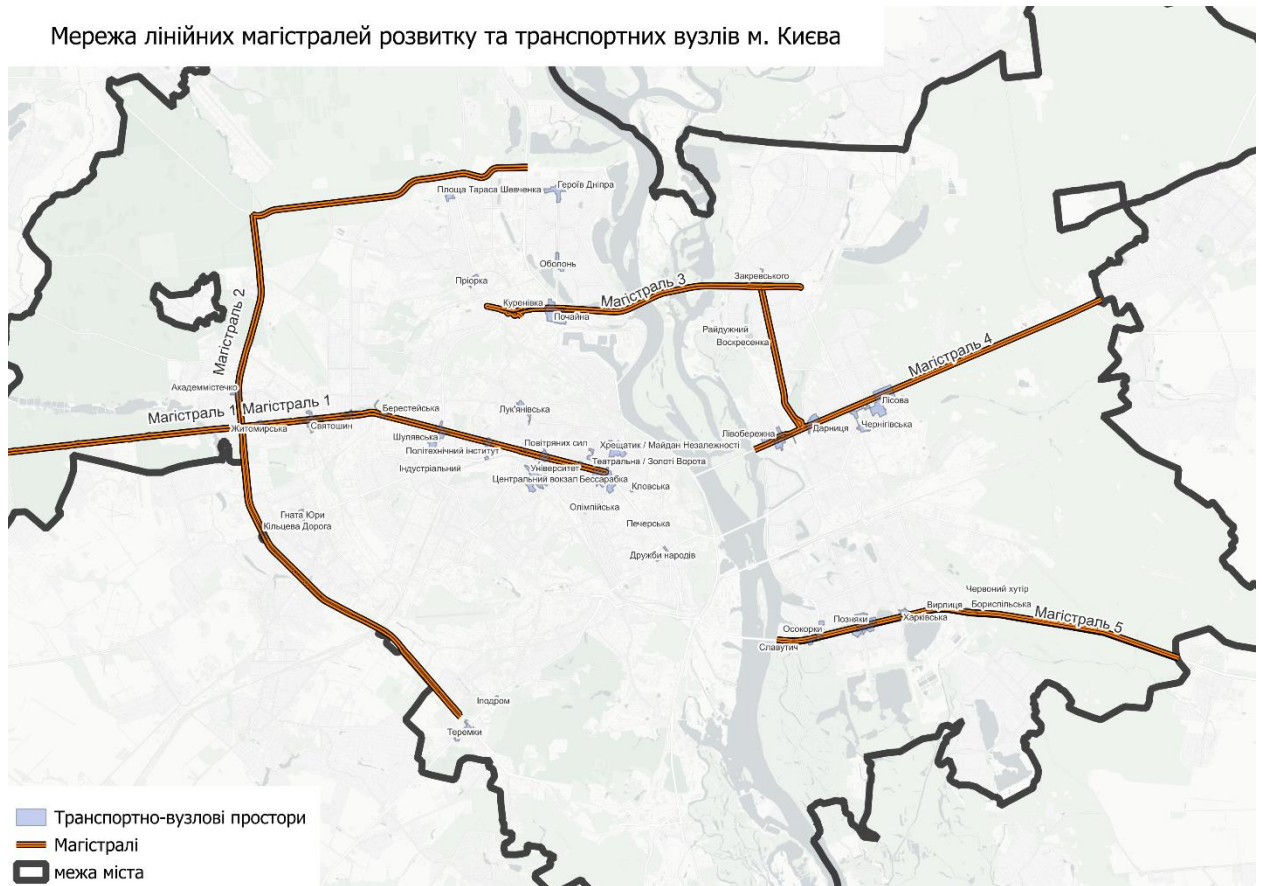 Мережа лінійних магістралей розвитку та транспортних вузлів м. Києва
Площа Тараса Шевченка
Героїв Дніпра
Оболонь
Пріорка
Закревського
Магістраль 3
Куренівка
Почайна
Магістраль 2
Райдужний
Воскресенка
Магістраль 4
Академмістечко
Магістраль 1
Магістраль 1
Берестейська
Лук'янівська
Лісова
Житомирська
Святошин
Чернігівська
Дарниця
Лівобережна
Шулявська
Повітряних сил
Хрещатик / Майдан Незалежності
Політехнічний інститут
Театральна / Золоті Ворота
Індустріальний
Університет
Центральний вокзал
Бессарабка
Кловська
Олімпійська
Гната Юри
Кільцева Дорога
Печерська
Дружби народів
Червоний хутір
Вирлиця
Бориспільська
Магістраль 5
Харківська
Позняки
Осокорки
Славутич
Іподром
Теремки
Транспортно-вузлові простори
Магістралі
межа міста